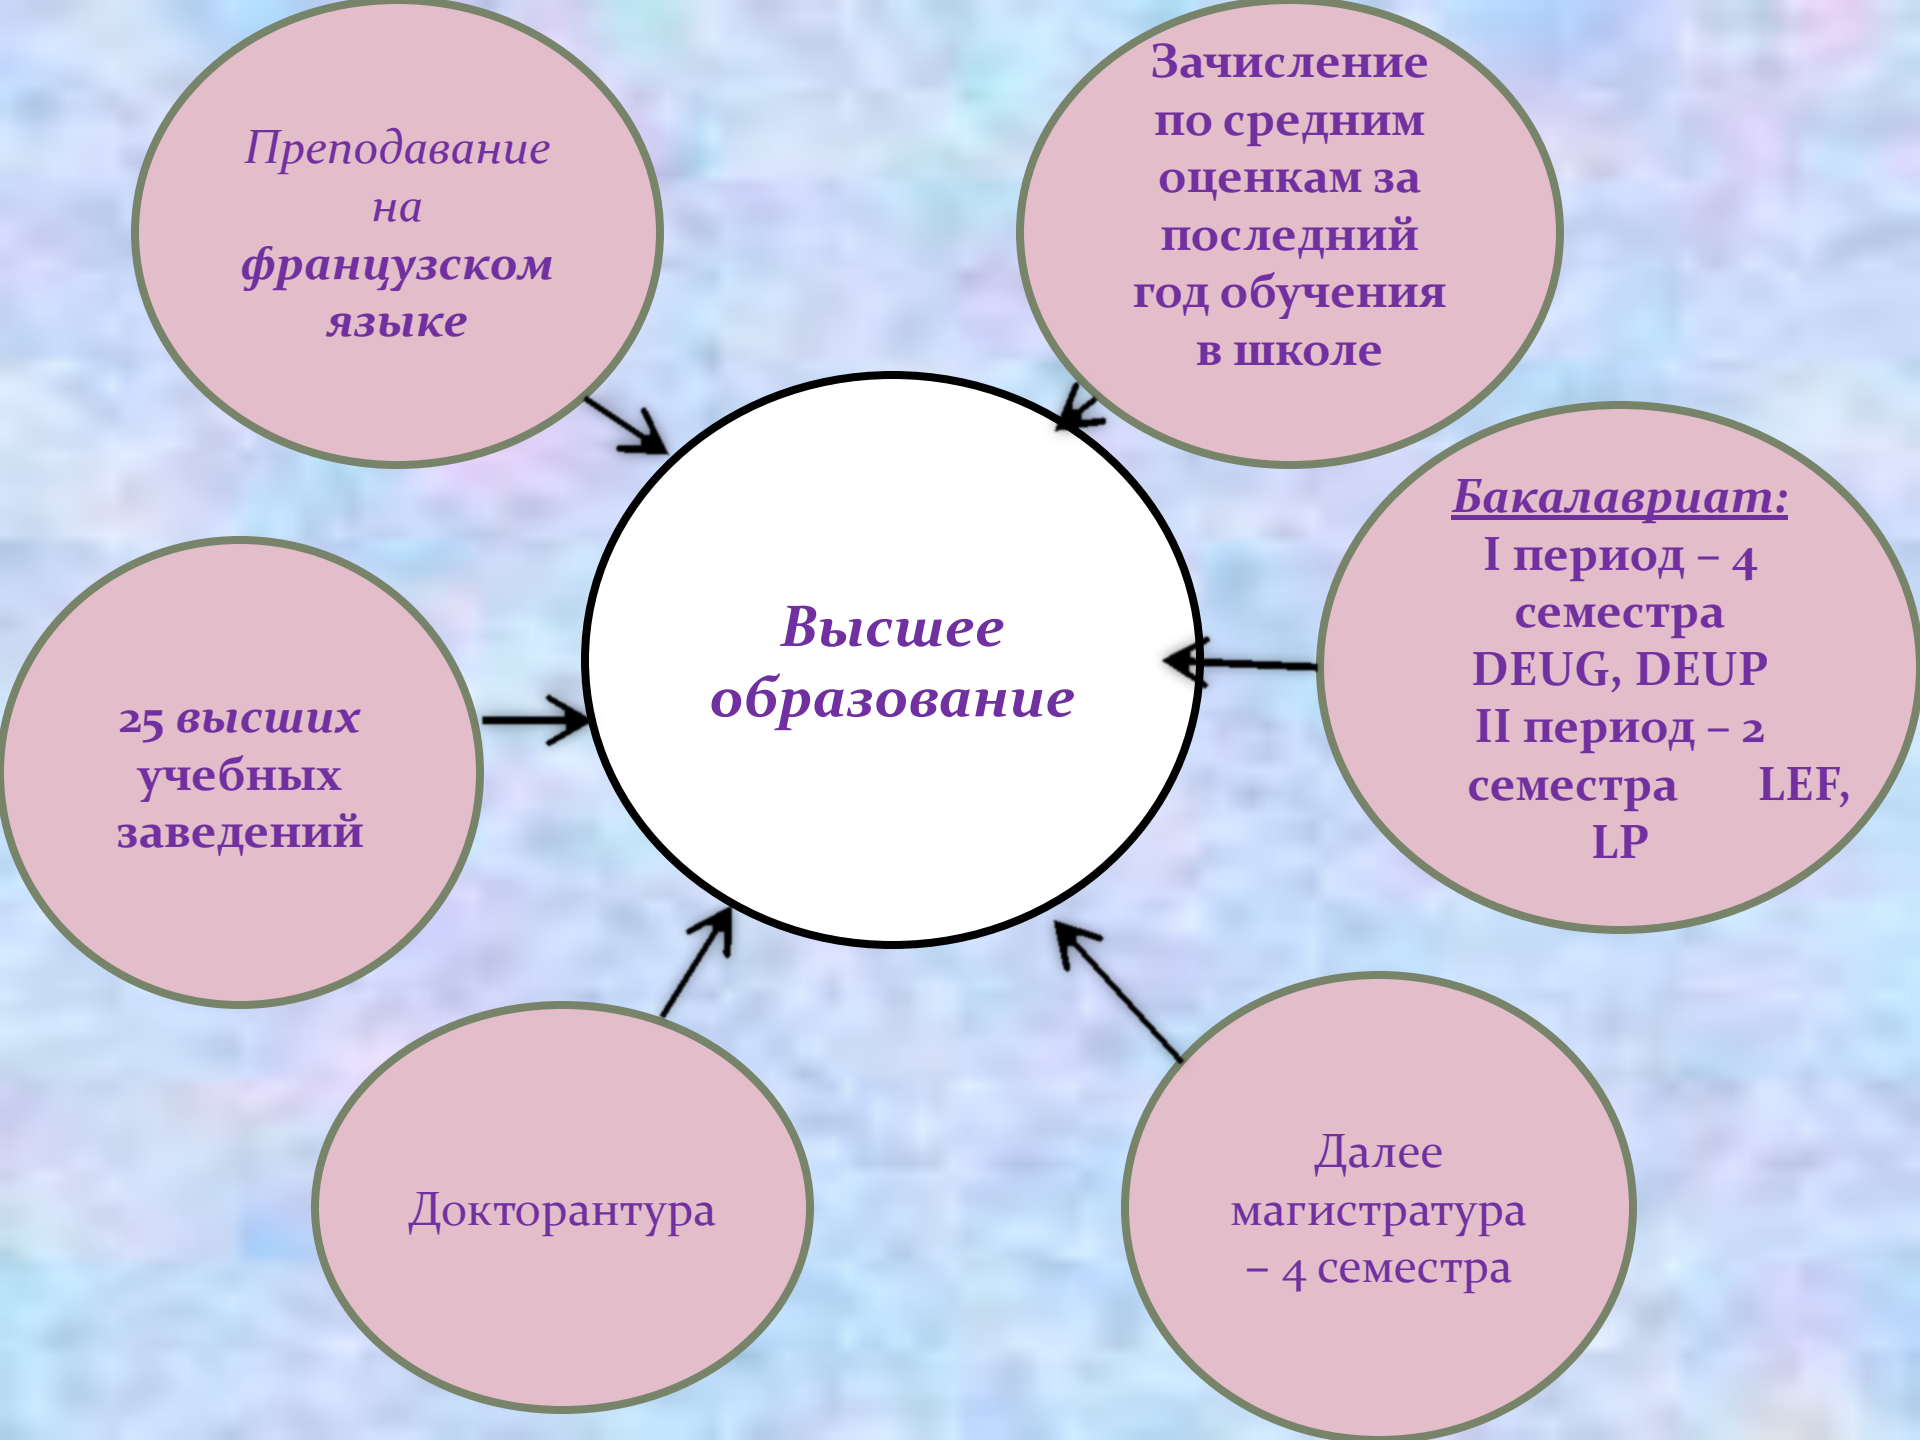 Преподавание
на
французском
языке
Зачисление
по средним
оценкам за
последний
год обучения
в школе
Высшее
образование
Бакалавриат:
I период – 4
семестра
DEUG, DEUP
II период – 2
семестра LEF,
LP
25 высших
учебных
заведений
Докторантура
Далее
магистратура
– 4 семестра